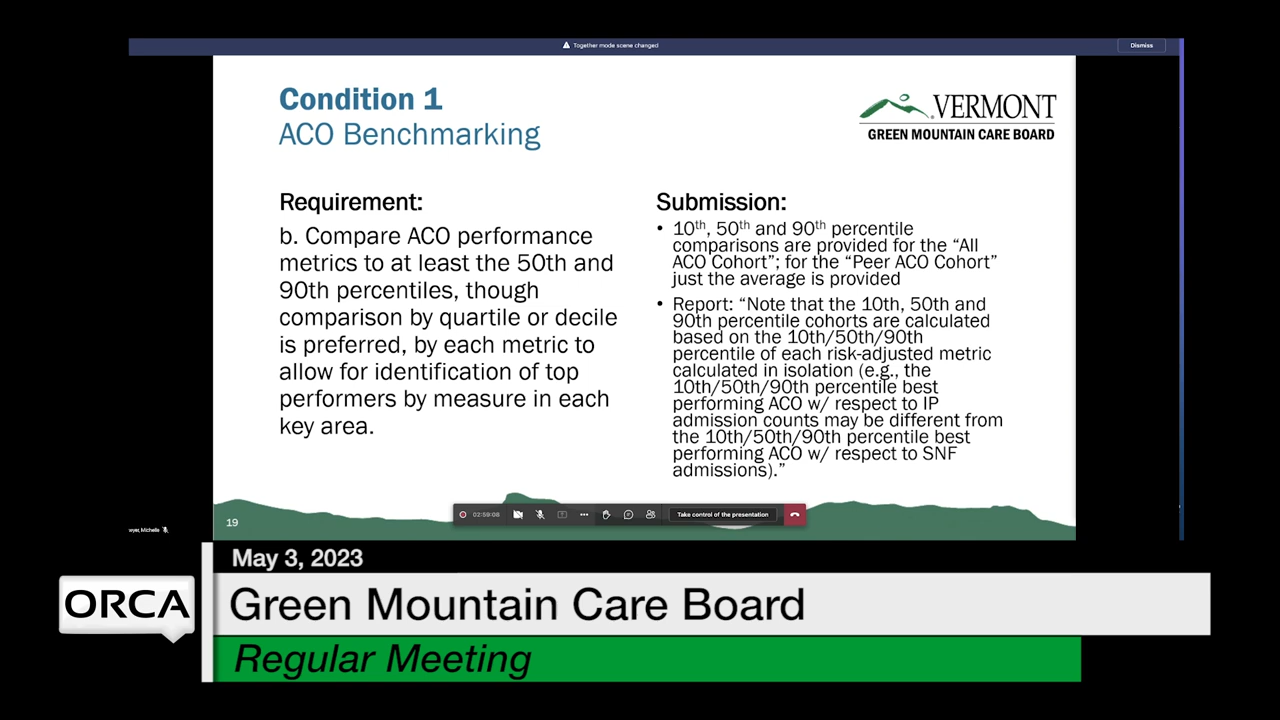 Together mode scene changed
Dismiss
Condition 1
ACO Benchmarking
VERMONT
GREEN MOUNTAIN CARE BOARD
Requirement:
b. Compare ACO performance
metrics to at least the 50th and
90th percentiles, though
comparison by quartile or decile
is preferred, by each metric to
allow for identification of top
performers by measure in each
key area.
Submission:
• 10th, 50th and 90th percentile
comparisons are provided for the “All
ACO Cohort”; for the “Peer ACO Cohort”
just the average is provided
• Report: “Note that the 10th, 50th and
90th percentile cohorts are calculated
based on the 10th/50th/90th
percentile of each risk-adjusted metric
calculated in isolation (e.g., the
10th/50th/90th percentile best
performing ACO w/ respect to IP
admission counts may be different from
the 10th/50th/90th percentile best
performing ACO w/ respect to SNF
admissions).”
19
02:59:08
Take control of the presentation
wyer, Michelle
May 3, 2023
ORCA
Green Mountain Care Board
Regular Meeting